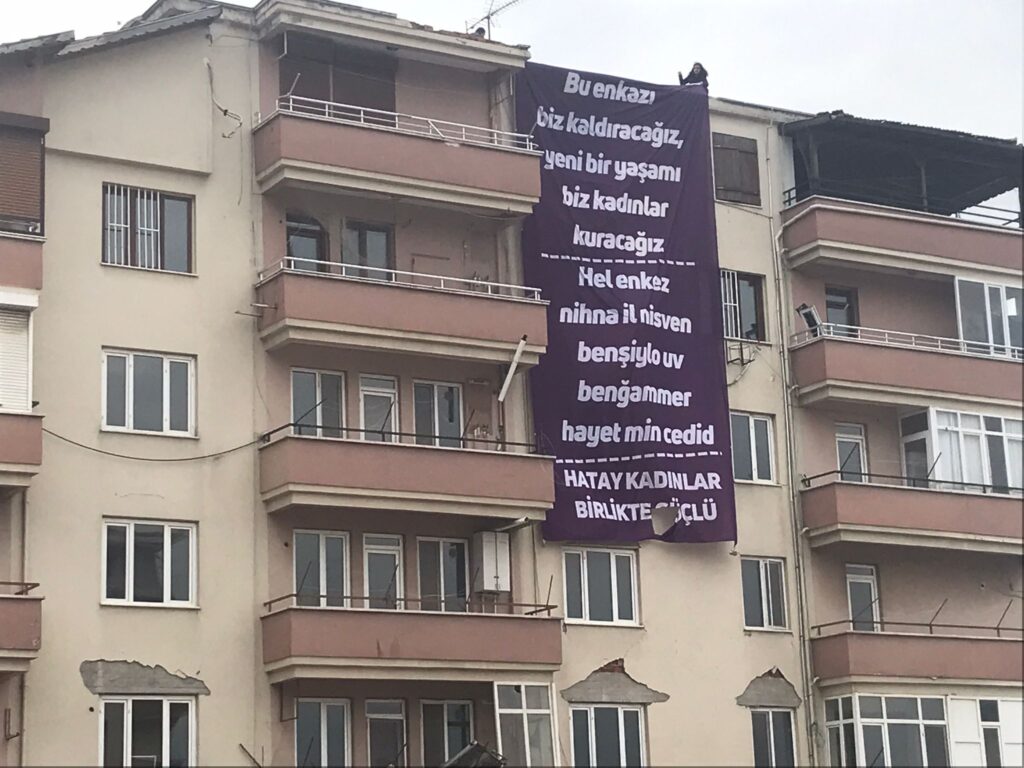 Bu enkazı
biz kaldıracağız,
yeni bir yaşamı
biz kadınlar
kuracağız
Hel enkez
nihna il nisven
benşiylo uv
benğammer
hayet min cedid
HATAY KADINLAR
BİRLİKTE GÜÇLÜ